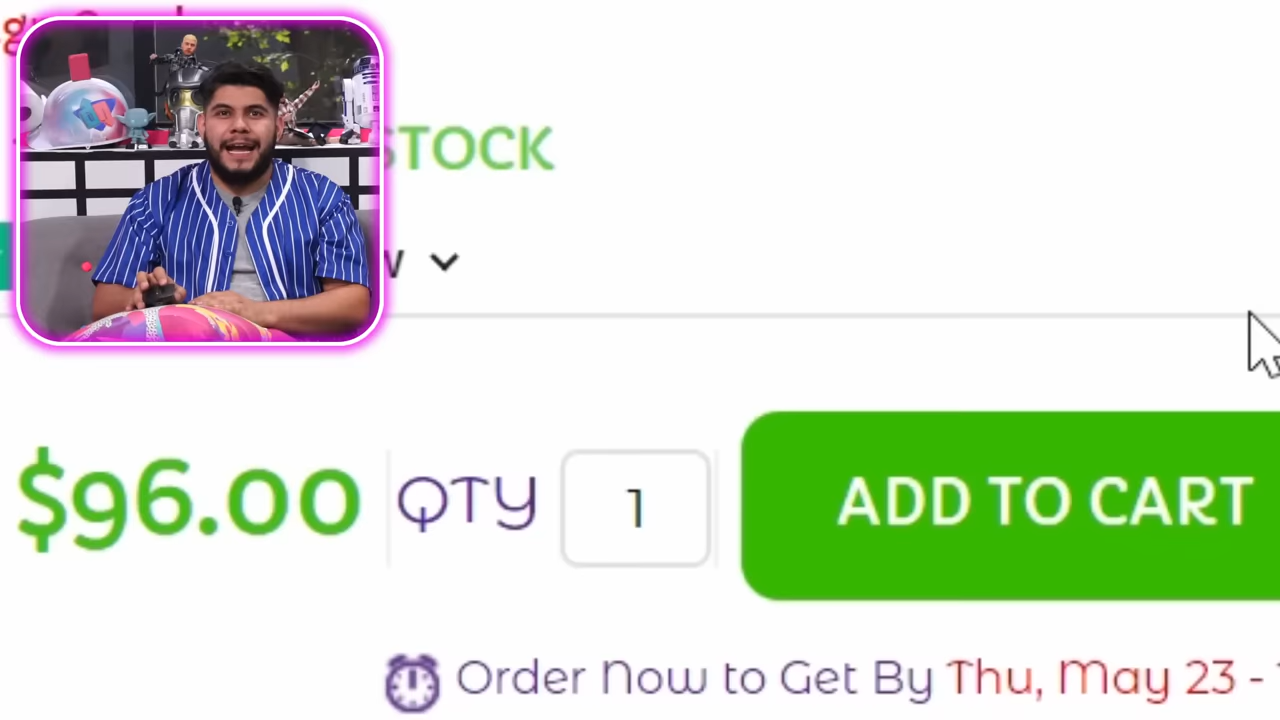 STOCK
$96.00
QTY
1
ADD TO CART
Order Now to Get By Thu, May 23 -